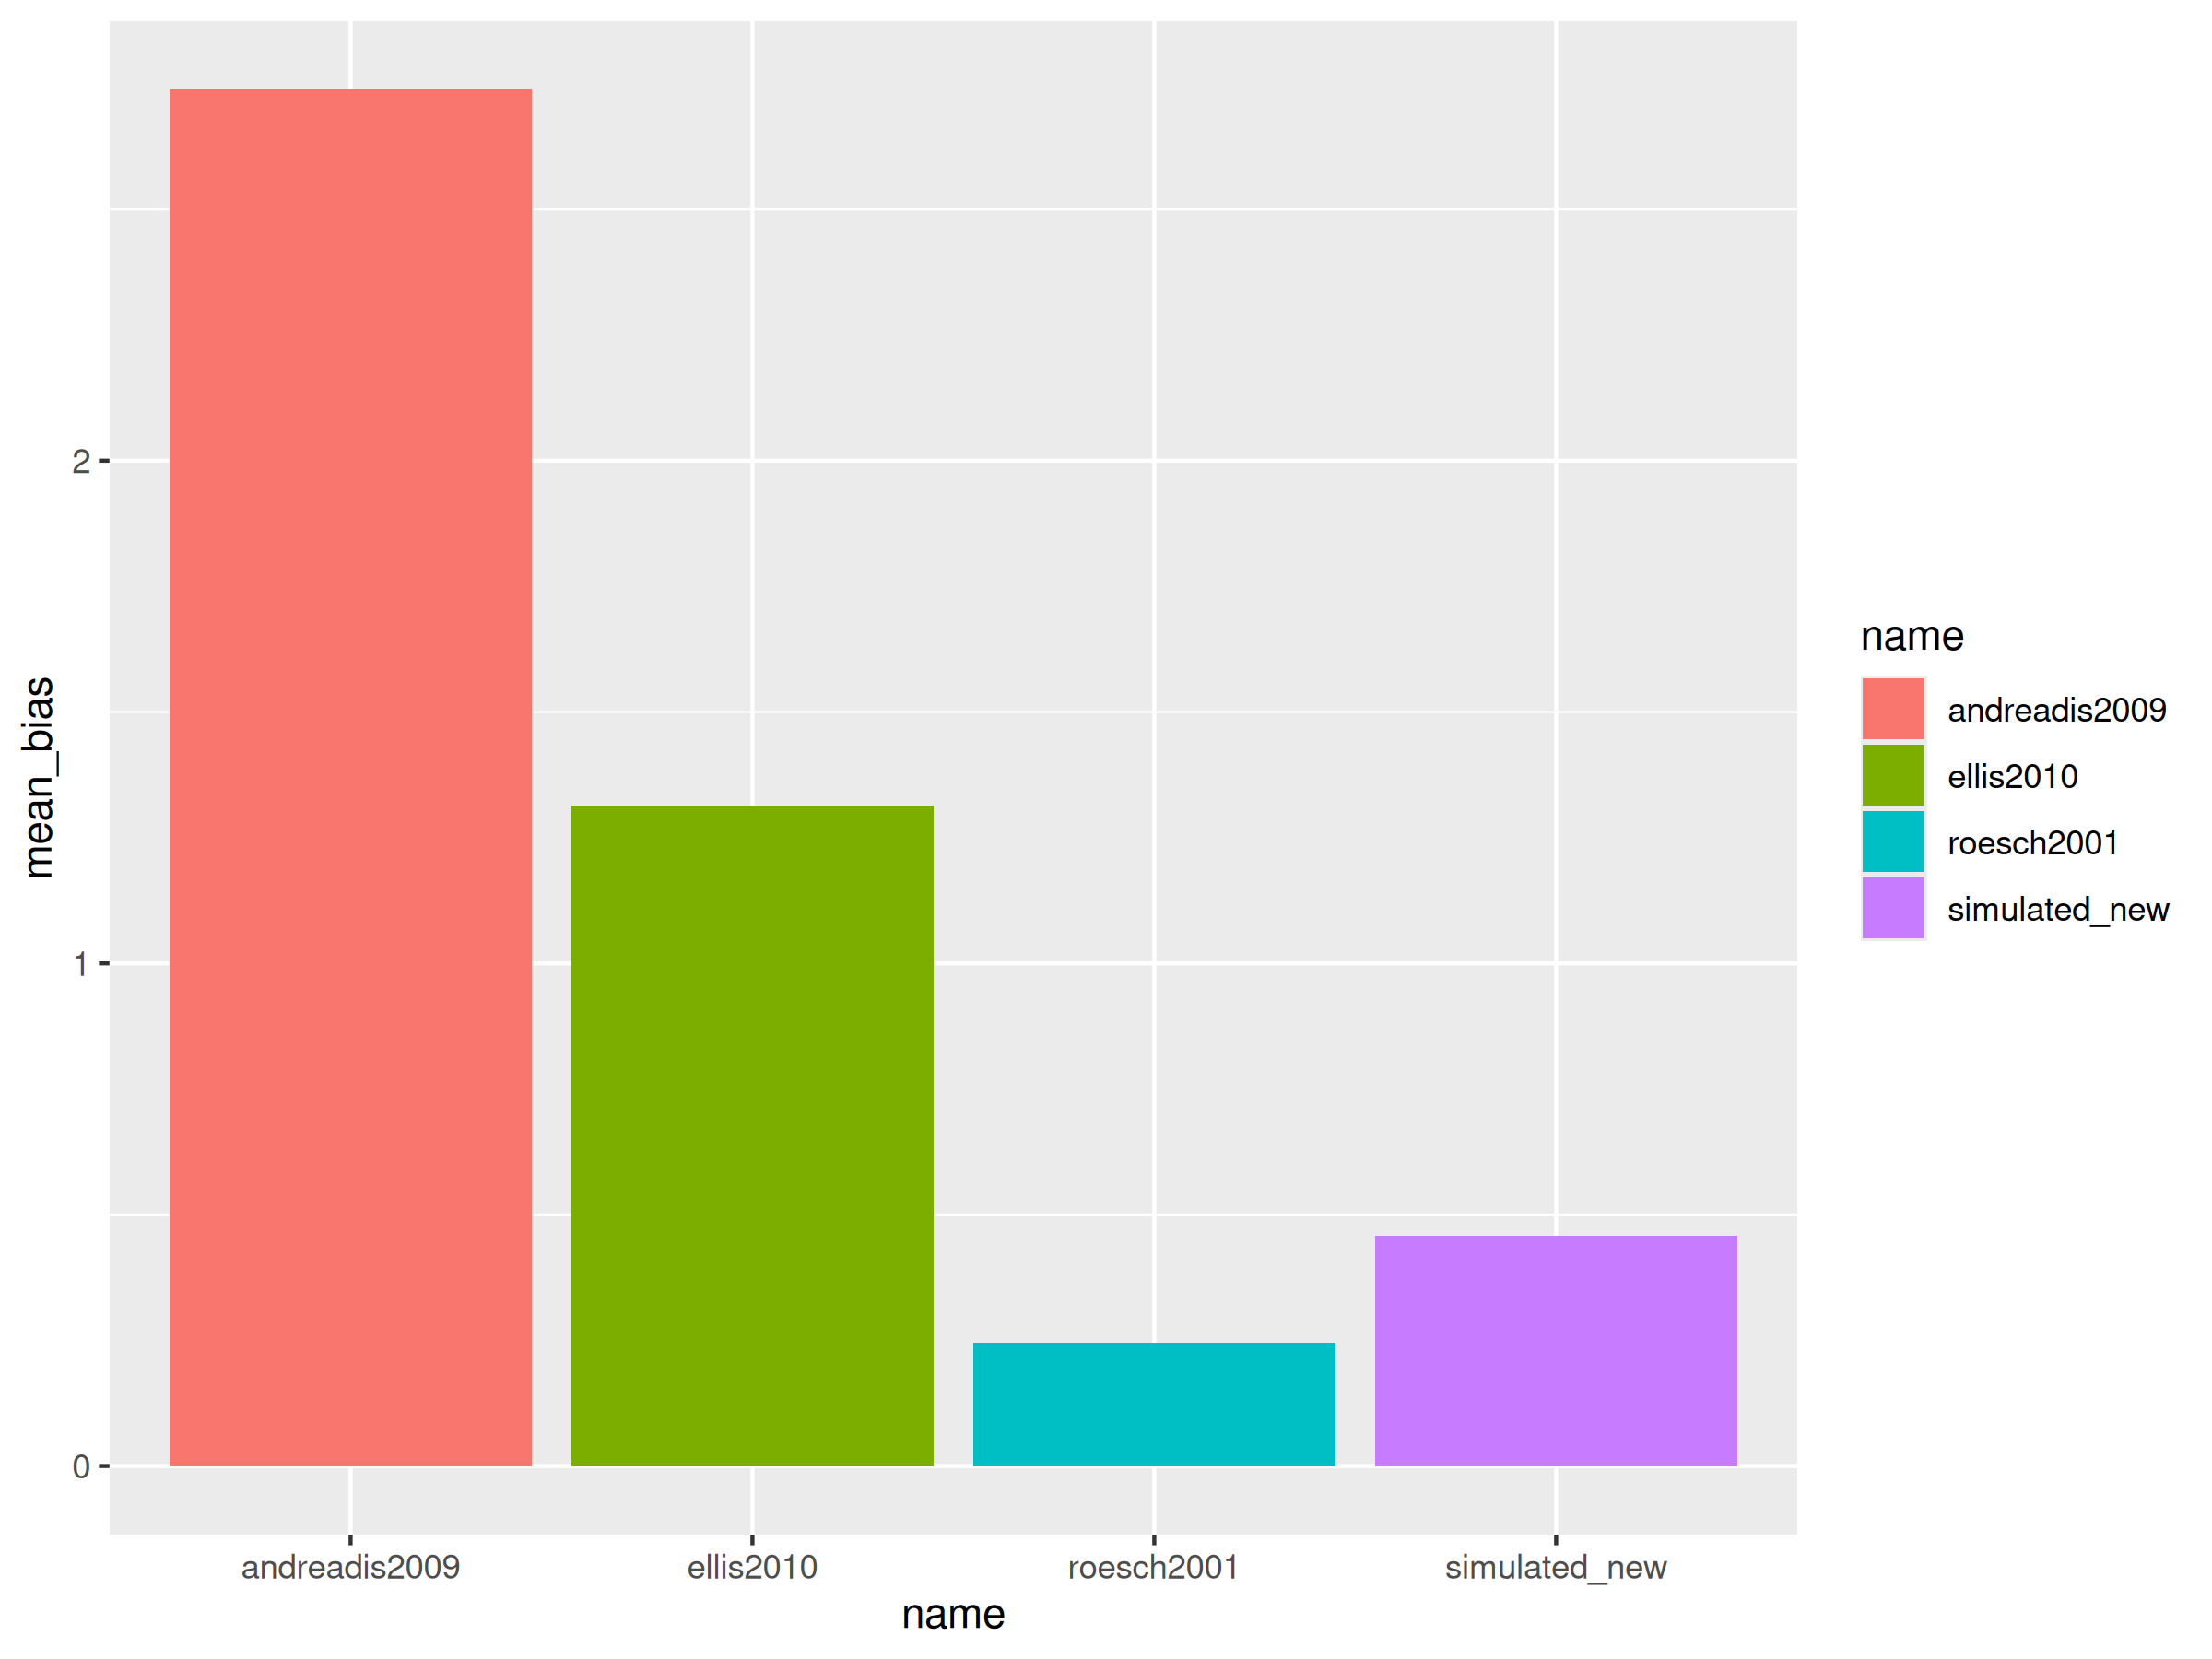 mean_bias
2
1
0
andreadis2009
ellis2010
roesch2001
simulated_new
name
name
andreadis2009
ellis2010
roesch2001
simulated_new